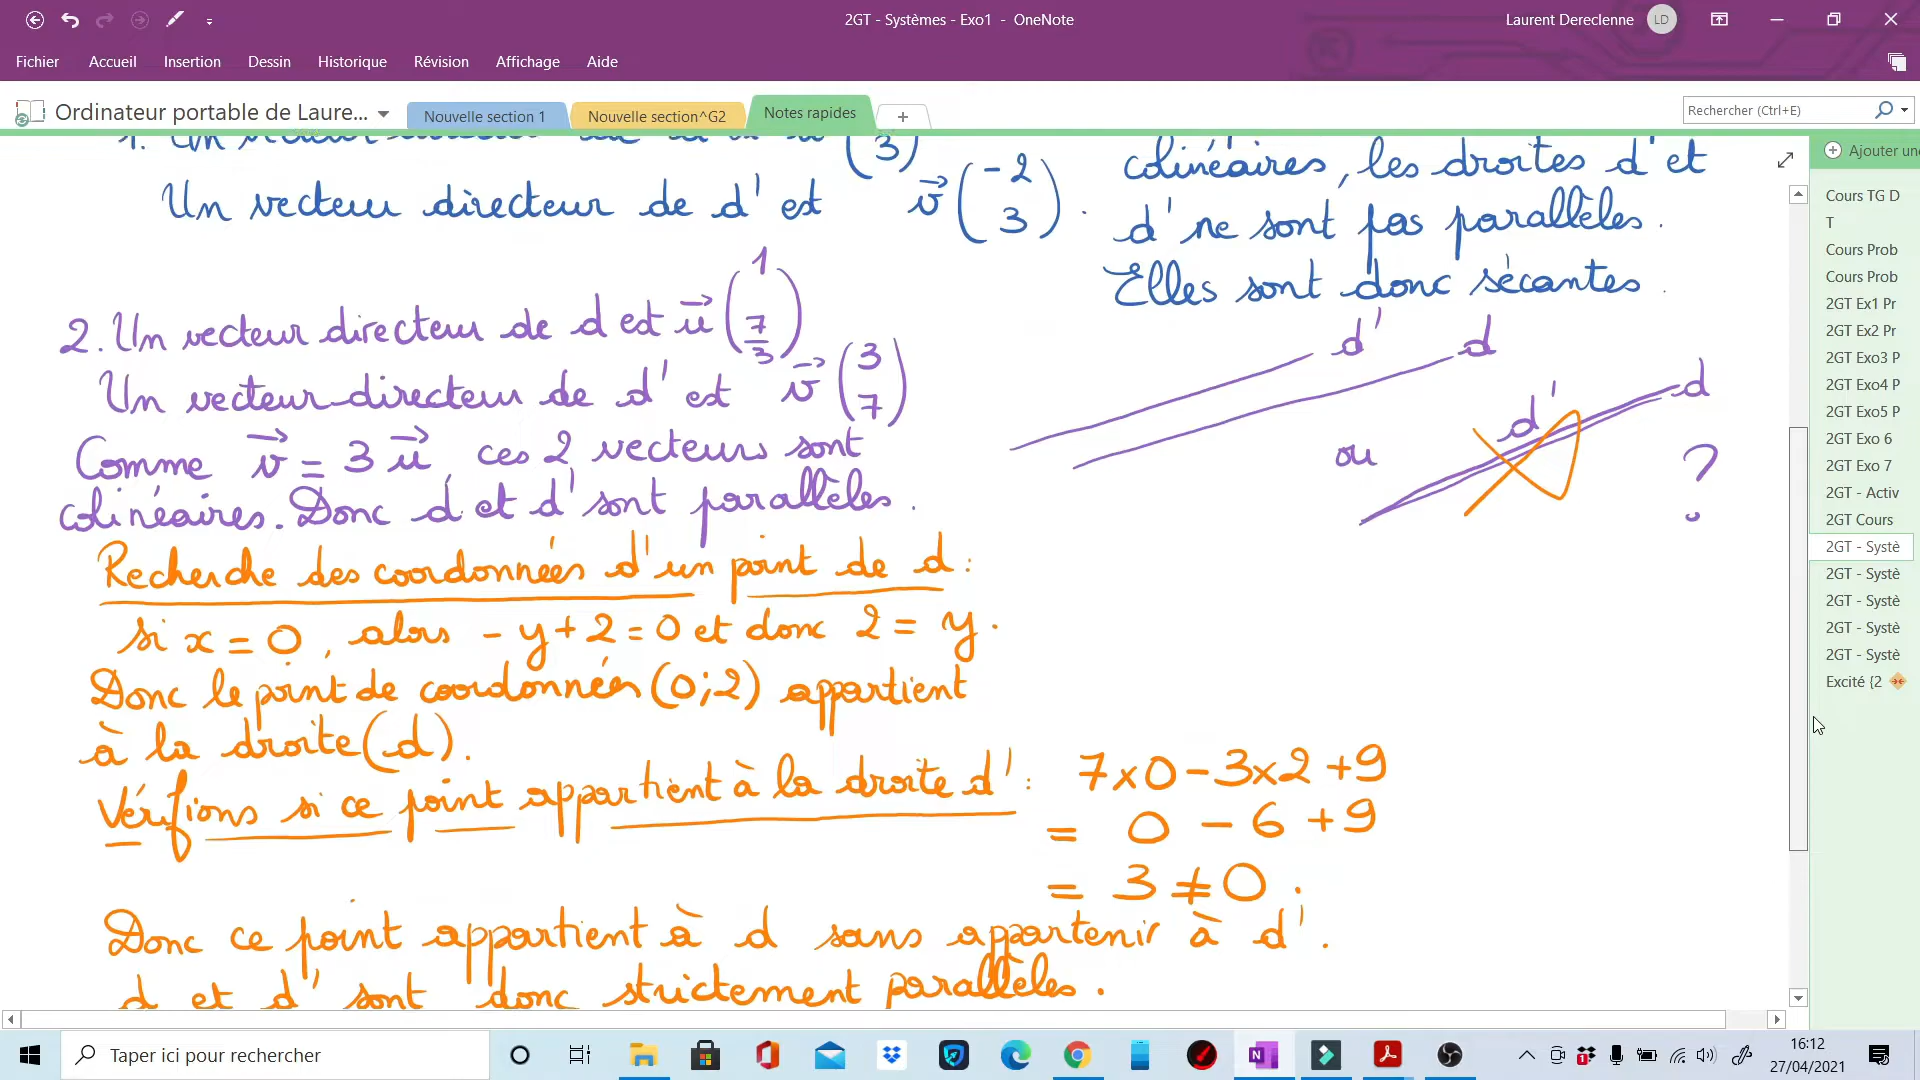 2GT - Systèmes - Exo1 - OneNote
Laurent Dereclenne
LD
Fichier
Accueil
Insertion
Dessin
Historique
Révision
Affichage
Aide
Ordinateur portable de Laure...
Nouvelle section 1
Nouvelle section^G2
Notes rapides
+
Rechercher (Ctrl+E)
Ajouter une
Cours TG D
T
Cours Prob
Cours Prob
2GT Ex1 Pr
2GT Ex2 Pr
2GT Exo3 P
2GT Exo4 P
2GT Exo5 P
2GT Exo 6
2GT Exo 7
2GT - Activ
2GT Cours
2GT - Systè
2GT - Systè
2GT - Systè
2GT - Systè
2GT - Systè
Excité {2
1. Un vecteur directeur
3
Un vecteur directeur de d' est v⃗ (-2 3).
colinéaires, les droites d et
d' ne sont pas parallèles.
Elles sont donc sécantes.
2. Un vecteur directeur de d est u⃗ (1 7/3)
Un vecteur directeur de d' est v⃗ (3 7)
Comme v⃗ = 3 u⃗, ces 2 vecteurs sont
colinéaires. Donc d et d' sont parallèles.
d' d
ou
d' d
?
Recherche des coordonnées d'un point de d :
si x = 0, alors - y + 2 = 0 et donc 2 = y.
Donc le point de coordonnées (0;2) appartient
à la droite (d).
Vérifions si ce point appartient à la droite d' :
7x0 - 3x2 + 9
= 0 - 6 + 9
= 3 ≠ 0.
Donc ce point appartient à d sans appartenir à d'.
d et d' sont donc strictement parallèles.
Taper ici pour rechercher
16:12
27/04/2021